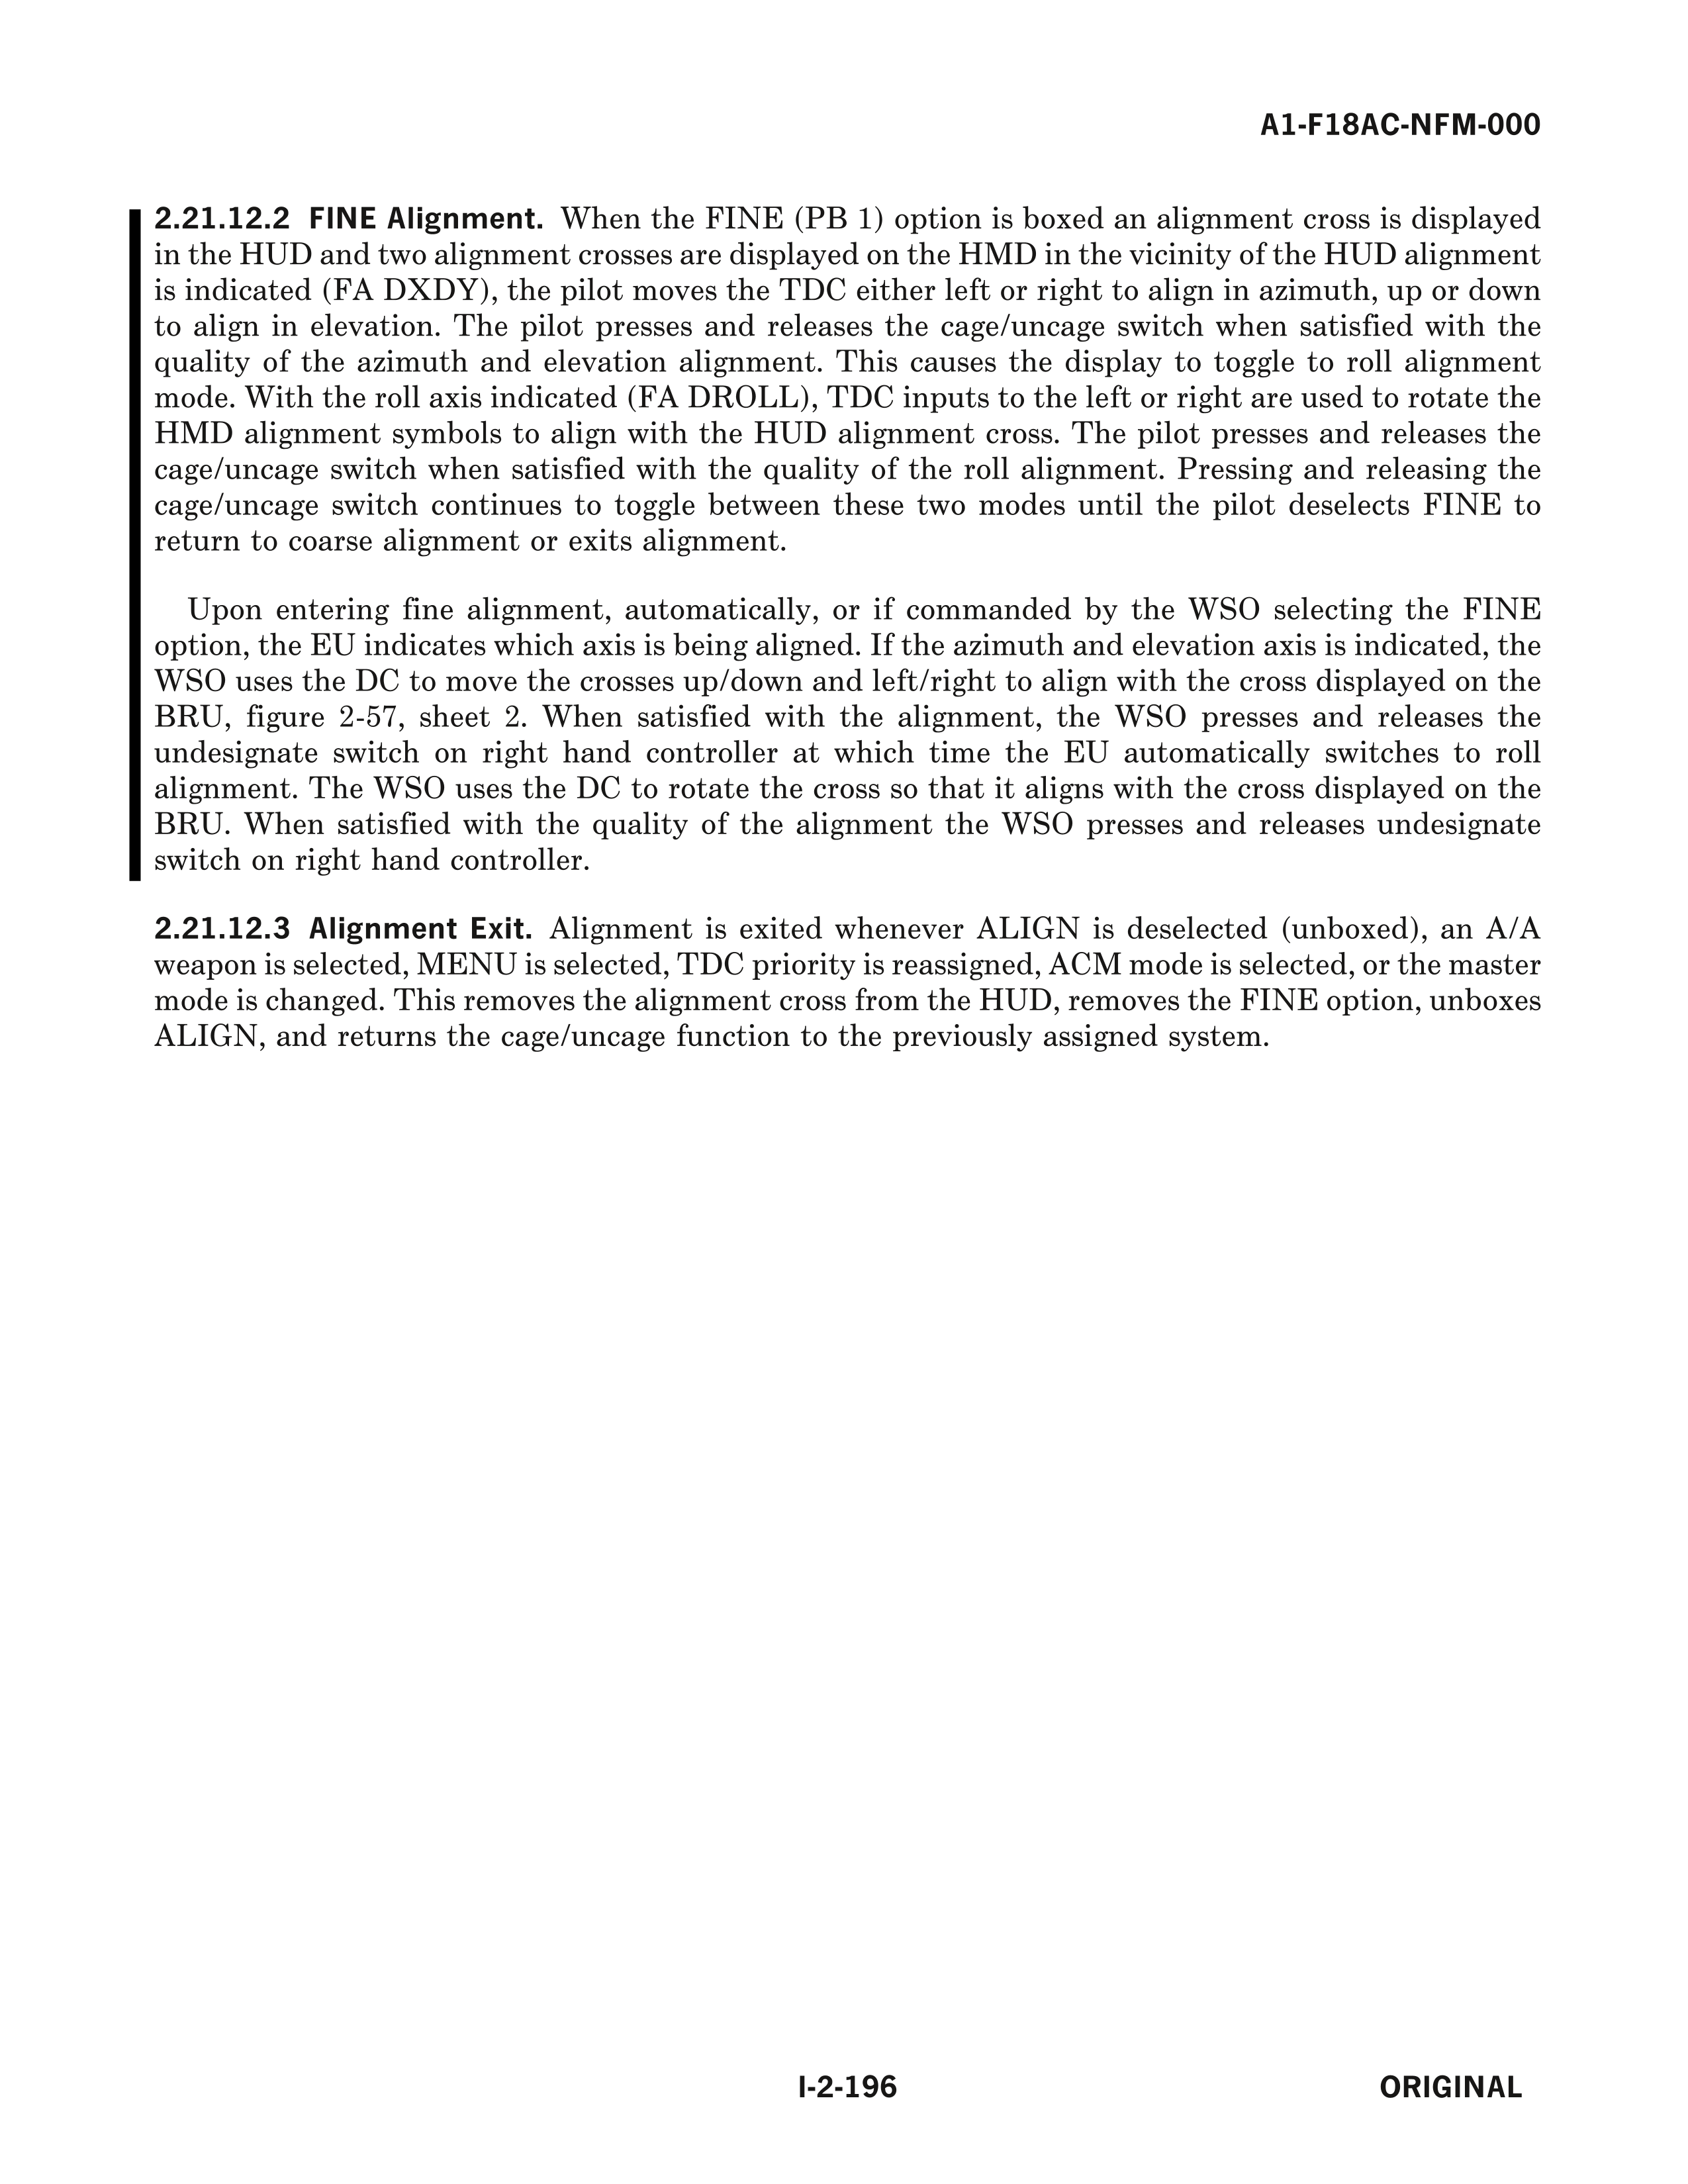 A1-F18AC-NFM-000
2.21.12.2 FINE Alignment. When the FINE (PB 1) option is boxed an alignment cross is displayed
in the HUD and two alignment crosses are displayed on the HMD in the vicinity of the HUD alignment
is indicated (FA DXDY), the pilot moves the TDC either left or right to align in azimuth, up or down
to align in elevation. The pilot presses and releases the cage/uncage switch when satisfied with the
quality of the azimuth and elevation alignment. This causes the display to toggle to roll alignment
mode. With the roll axis indicated (FA DROLL), TDC inputs to the left or right are used to rotate the
HMD alignment symbols to align with the HUD alignment cross. The pilot presses and releases the
cage/uncage switch when satisfied with the quality of the roll alignment. Pressing and releasing the
cage/uncage switch continues to toggle between these two modes until the pilot deselects FINE to
return to coarse alignment or exits alignment.
Upon entering fine alignment, automatically, or if commanded by the WSO selecting the FINE
option, the EU indicates which axis is being aligned. If the azimuth and elevation axis is indicated, the
WSO uses the DC to move the crosses up/down and left/right to align with the cross displayed on the
BRU, figure 2-57, sheet 2. When satisfied with the alignment, the WSO presses and releases the
undesignate switch on right hand controller at which time the EU automatically switches to roll
alignment. The WSO uses the DC to rotate the cross so that it aligns with the cross displayed on the
BRU. When satisfied with the quality of the alignment the WSO presses and releases undesignate
switch on right hand controller.
2.21.12.3 Alignment Exit. Alignment is exited whenever ALIGN is deselected (unboxed), an A/A
weapon is selected, MENU is selected, TDC priority is reassigned, ACM mode is selected, or the master
mode is changed. This removes the alignment cross from the HUD, removes the FINE option, unboxes
ALIGN, and returns the cage/uncage function to the previously assigned system.
I-2-196
ORIGINAL